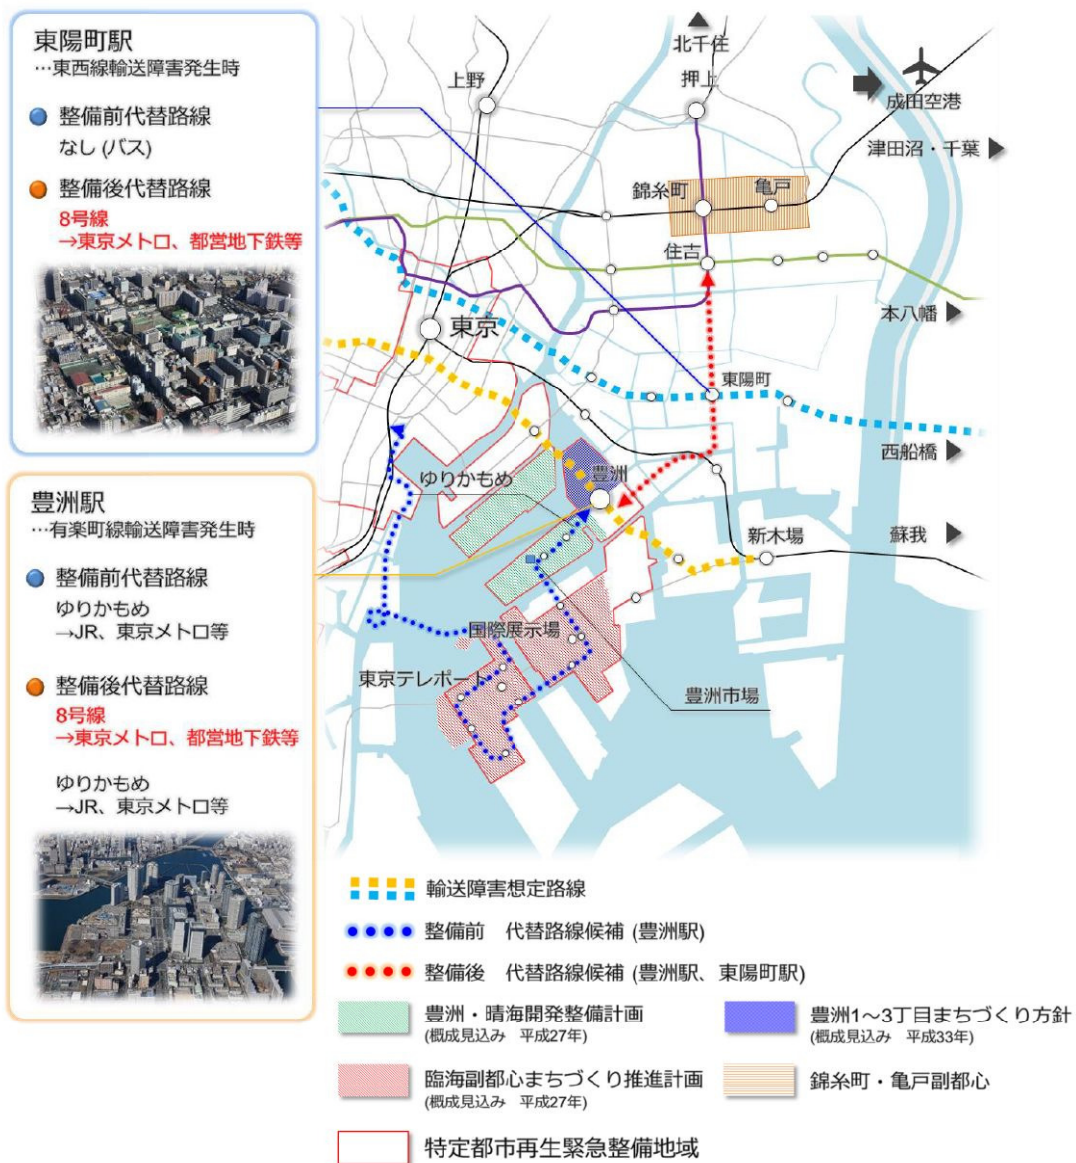 東陽町駅
…東西線輸送障害発生時
整備前代替路線
なし (バス)
整備後代替路線
8号線
→東京メトロ、都営地下鉄等
豊洲駅
…有楽町線輸送障害発生時
整備前代替路線
ゆりかもめ
→JR、東京メトロ等
整備後代替路線
8号線
→東京メトロ、都営地下鉄等
ゆりかもめ
→JR、東京メトロ等
北千住
押上
上野
成田空港
津田沼・千葉
錦糸町
亀戸
住吉
本八幡
東京
東陽町
西船橋
豊洲
ゆりかもめ
新木場
蘇我
国際展示場
東京テレポート
豊洲市場
輸送障害想定路線
整備前 代替路線候補 (豊洲駅)
整備後 代替路線候補 (豊洲駅、東陽町駅)
豊洲・晴海開発整備計画
(概成見込み 平成27年)
豊洲1~3丁目まちづくり方針
(概成見込み 平成33年)
臨海副都心まちづくり推進計画
(概成見込み 平成27年)
錦糸町・亀戸副都心
特定都市再生緊急整備地域